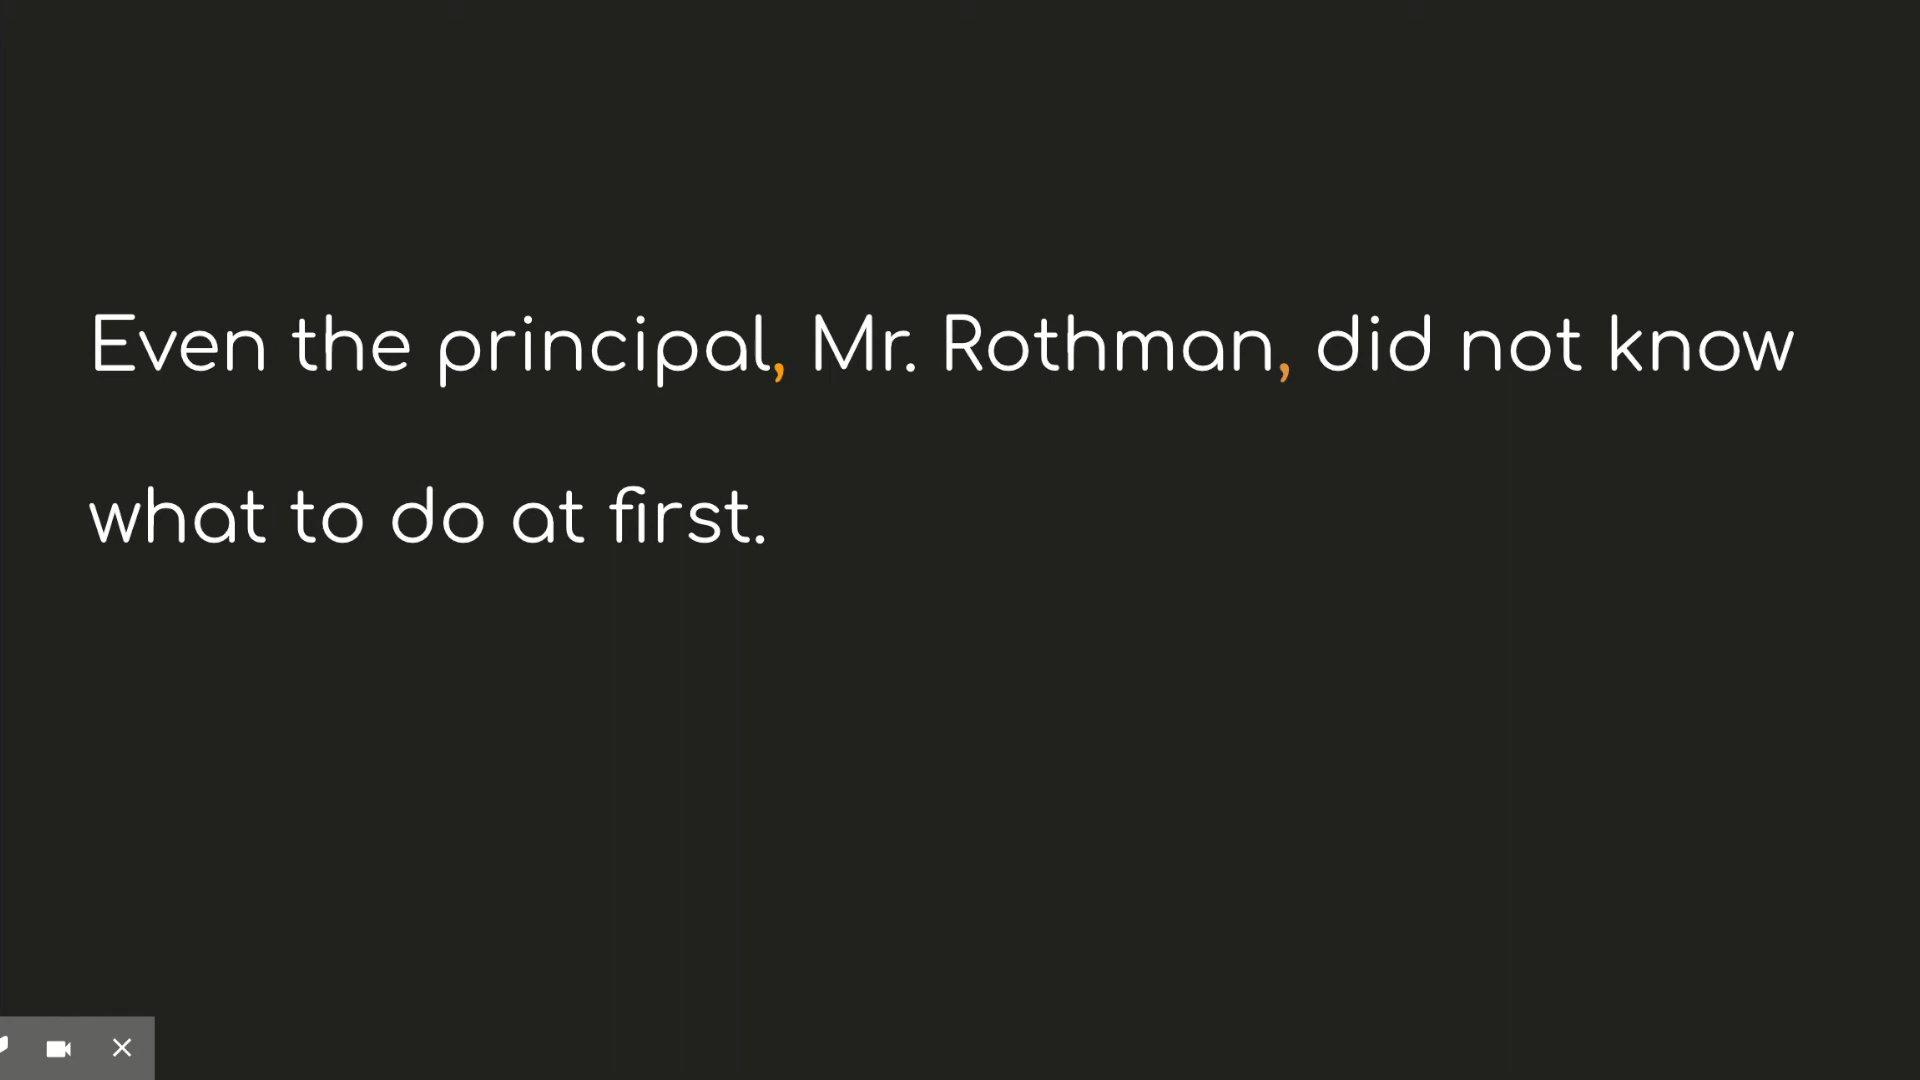 Even the principal, Mr. Rothman, did not know
what to do at first.